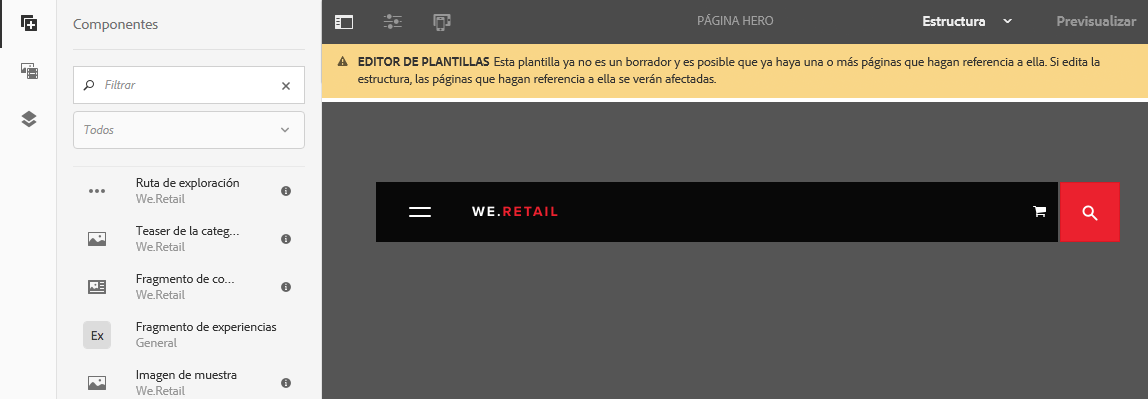 Componentes
Filtrar
Todos
Ruta de exploración
We.Retail
Teaser de la categ...
We.Retail
Fragmento de co...
We.Retail
Ex
Fragmento de experiencias
General
Imagen de muestra
We.Retail
PÁGINA HERO
Estructura
Previsualizar
EDITOR DE PLANTILLAS Esta plantilla ya no es un borrador y es posible que ya haya una o más páginas que hagan referencia a ella. Si edita la
estructura, las páginas que hagan referencia a ella se verán afectadas.
WE.RETAIL